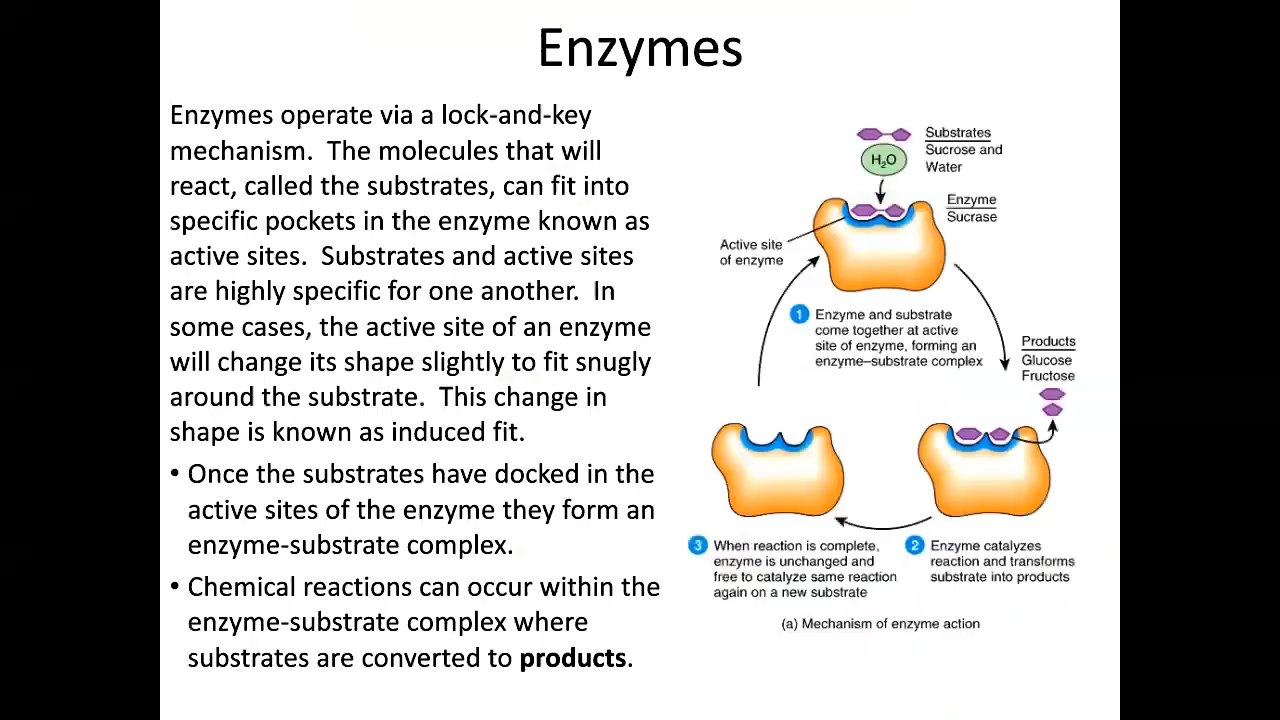 Enzymes
Enzymes operate via a lock-and-key
mechanism.  The molecules that will
react, called the substrates, can fit into
specific pockets in the enzyme known as
active sites.  Substrates and active sites
are highly specific for one another.  In
some cases, the active site of an enzyme
will change its shape slightly to fit snugly
around the substrate.  This change in
shape is known as induced fit.
• Once the substrates have docked in the
active sites of the enzyme they form an
enzyme-substrate complex.
• Chemical reactions can occur within the
enzyme-substrate complex where
substrates are converted to products.
Substrates
Sucrose and
Water
H₂O
Enzyme
Sucrase
Active site
of enzyme
1 Enzyme and substrate
come together at active
site of enzyme, forming an
enzyme–substrate complex
Products
Glucose
Fructose
2 Enzyme catalyzes
reaction and transforms
substrate into products
3 When reaction is complete,
enzyme is unchanged and
free to catalyze same reaction
again on a new substrate
(a) Mechanism of enzyme action